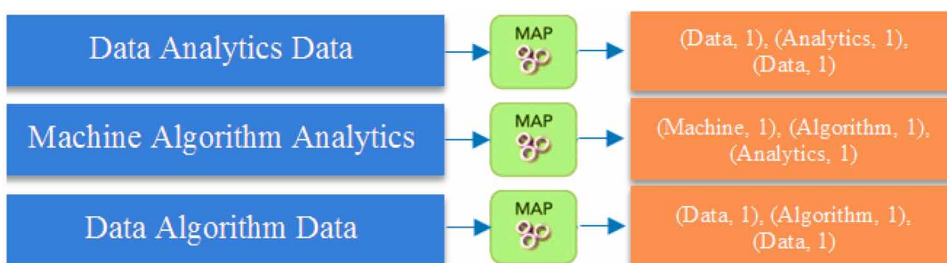 Data Analytics Data
MAP
(Data, 1), (Analytics, 1),
(Data, 1)
Machine Algorithm Analytics
MAP
(Machine, 1), (Algorithm, 1),
(Analytics, 1)
Data Algorithm Data
MAP
(Data, 1), (Algorithm, 1),
(Data, 1)